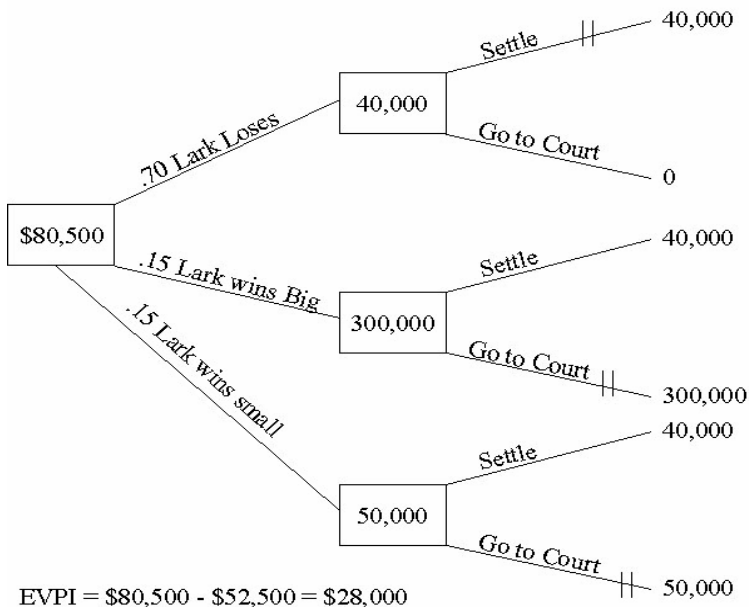 Settle
40,000
40,000
.70 Lark Loses
Go to Court
0
$80,500
Settle
40,000
.15 Lark wins Big
300,000
Go to Court
300,000
.15 Lark wins small
Settle
40,000
50,000
Go to Court
50,000
EVPI = $80,500 - $52,500 = $28,000